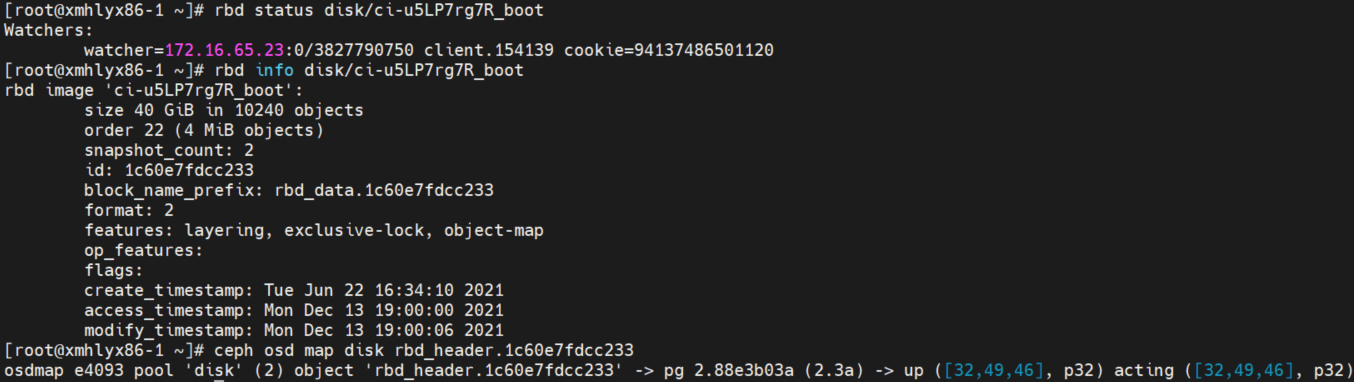 [root@xmhlyx86-1 ~]# rbd status disk/ci-u5LP7rg7R_boot
Watchers:
        watcher=172.16.65.23:0/3827790750 client.154139 cookie=94137486501120
[root@xmhlyx86-1 ~]# rbd info disk/ci-u5LP7rg7R_boot
rbd image 'ci-u5LP7rg7R_boot':
        size 40 GiB in 10240 objects
        order 22 (4 MiB objects)
        snapshot_count: 2
        id: 1c60e7fdcc233
        block_name_prefix: rbd_data.1c60e7fdcc233
        format: 2
        features: layering, exclusive-lock, object-map
        op_features:
        flags:
        create_timestamp: Tue Jun 22 16:34:10 2021
        access_timestamp: Mon Dec 13 19:00:00 2021
        modify_timestamp: Mon Dec 13 19:00:06 2021
[root@xmhlyx86-1 ~]# ceph osd map disk rbd_header.1c60e7fdcc233
osdmap e4093 pool 'disk' (2) object 'rbd_header.1c60e7fdcc233' -> pg 2.88e3b03a (2.3a) -> up ([32,49,46], p32) acting ([32,49,46], p32)